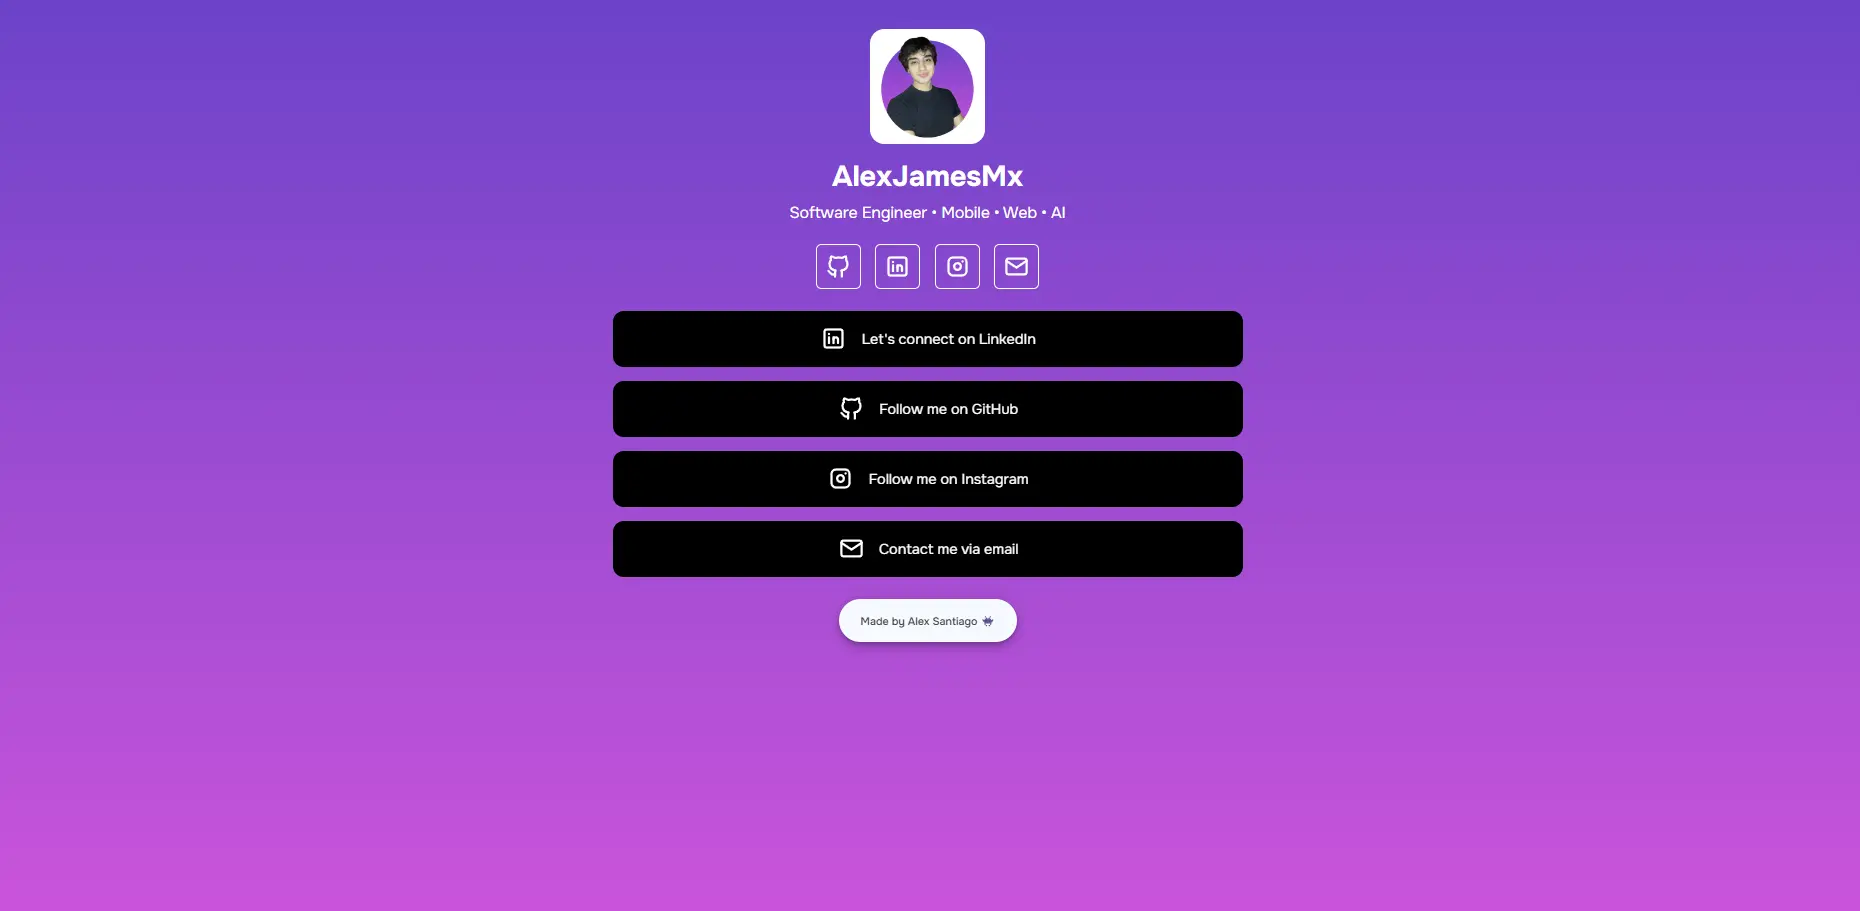 AlexJamesMx
Software Engineer • Mobile • Web • AI
Let's connect on LinkedIn
Follow me on GitHub
Follow me on Instagram
Contact me via email
Made by Alex Santiago